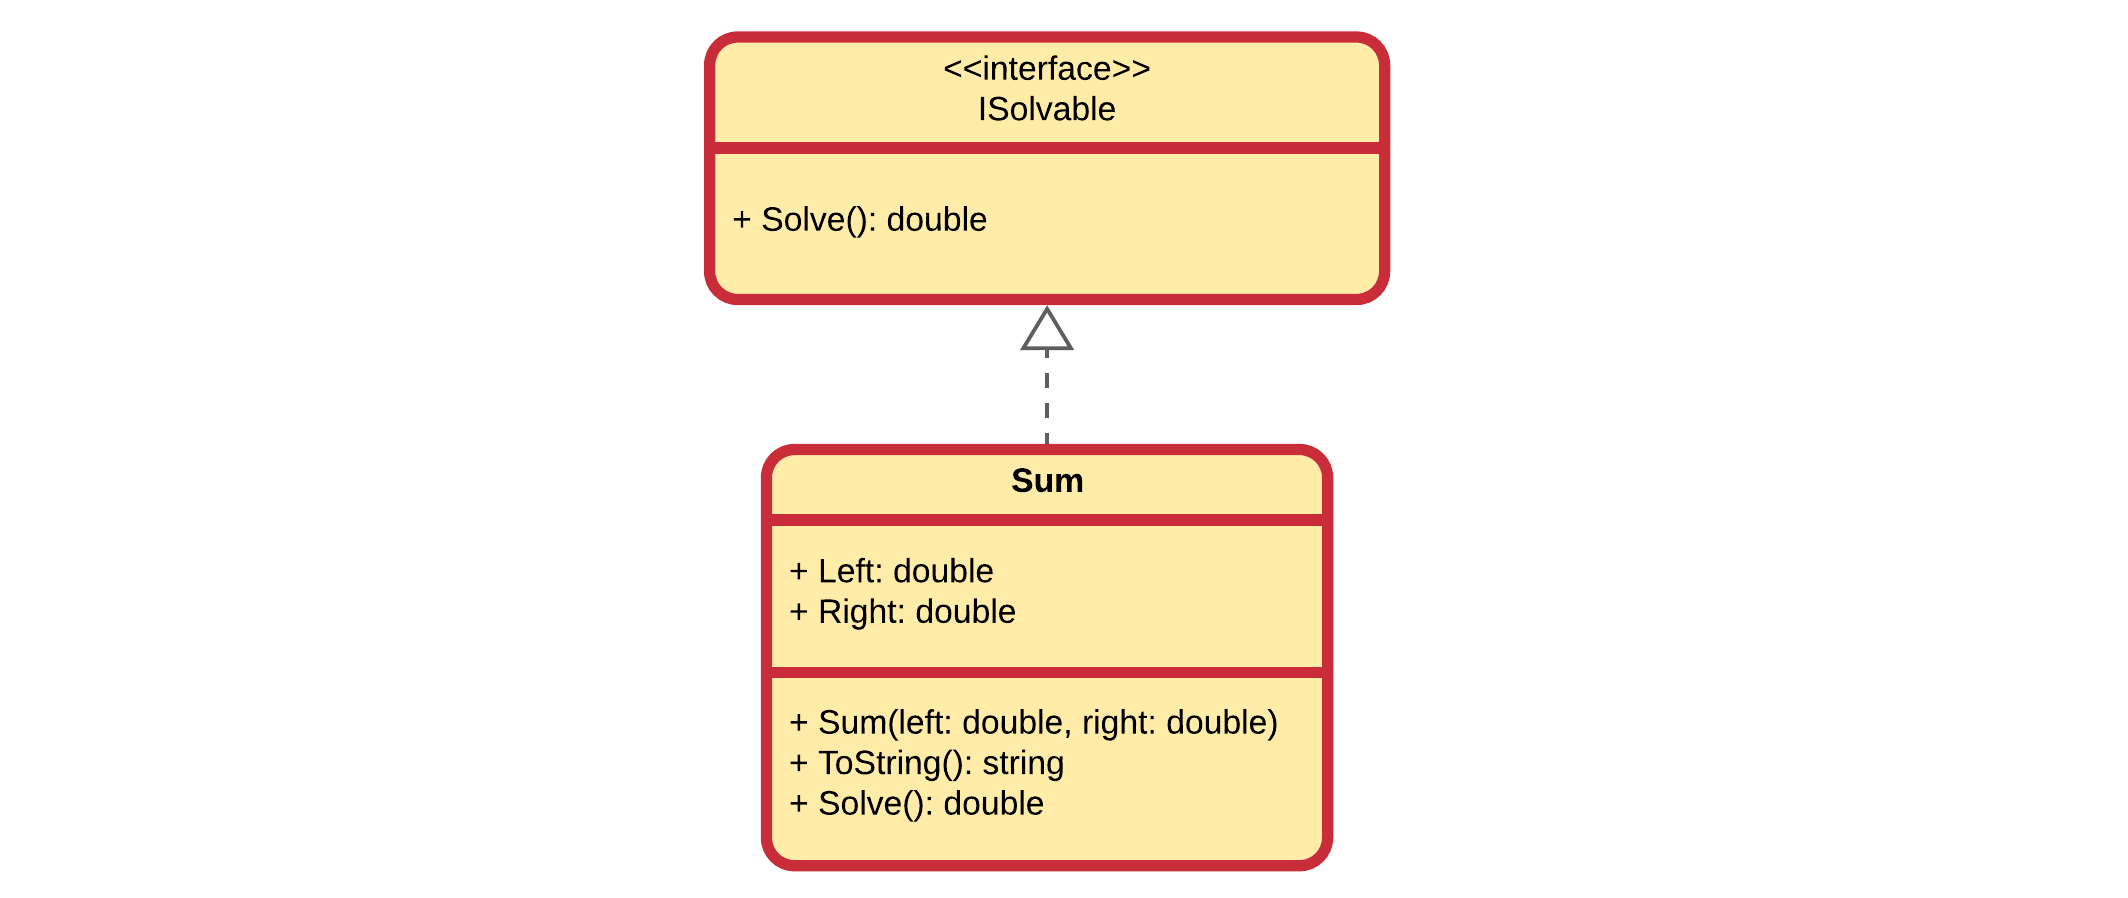 <<interface>>
ISolvable
+ Solve(): double
Sum
+ Left: double
+ Right: double
+ Sum(left: double, right: double)
+ ToString(): string
+ Solve(): double